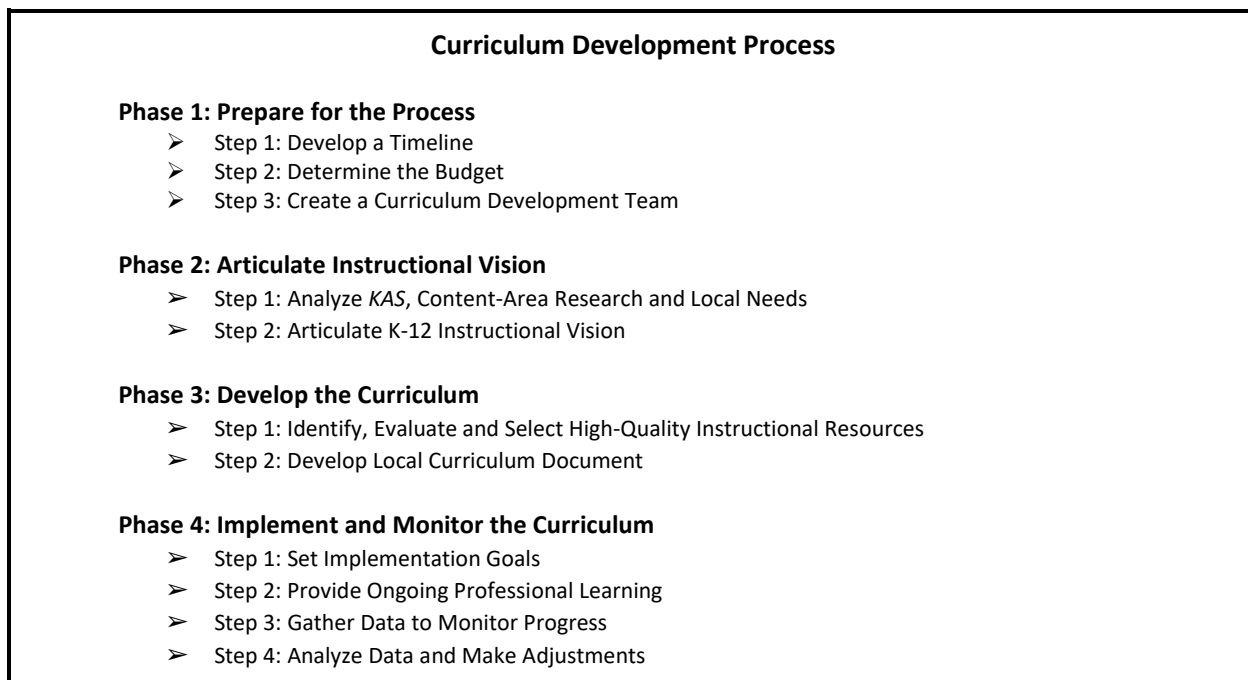 Curriculum Development Process
Phase 1: Prepare for the Process
➢ Step 1: Develop a Timeline
➢ Step 2: Determine the Budget
➢ Step 3: Create a Curriculum Development Team
Phase 2: Articulate Instructional Vision
➢ Step 1: Analyze KAS, Content-Area Research and Local Needs
➢ Step 2: Articulate K-12 Instructional Vision
Phase 3: Develop the Curriculum
➢ Step 1: Identify, Evaluate and Select High-Quality Instructional Resources
➢ Step 2: Develop Local Curriculum Document
Phase 4: Implement and Monitor the Curriculum
➢ Step 1: Set Implementation Goals
➢ Step 2: Provide Ongoing Professional Learning
➢ Step 3: Gather Data to Monitor Progress
➢ Step 4: Analyze Data and Make Adjustments